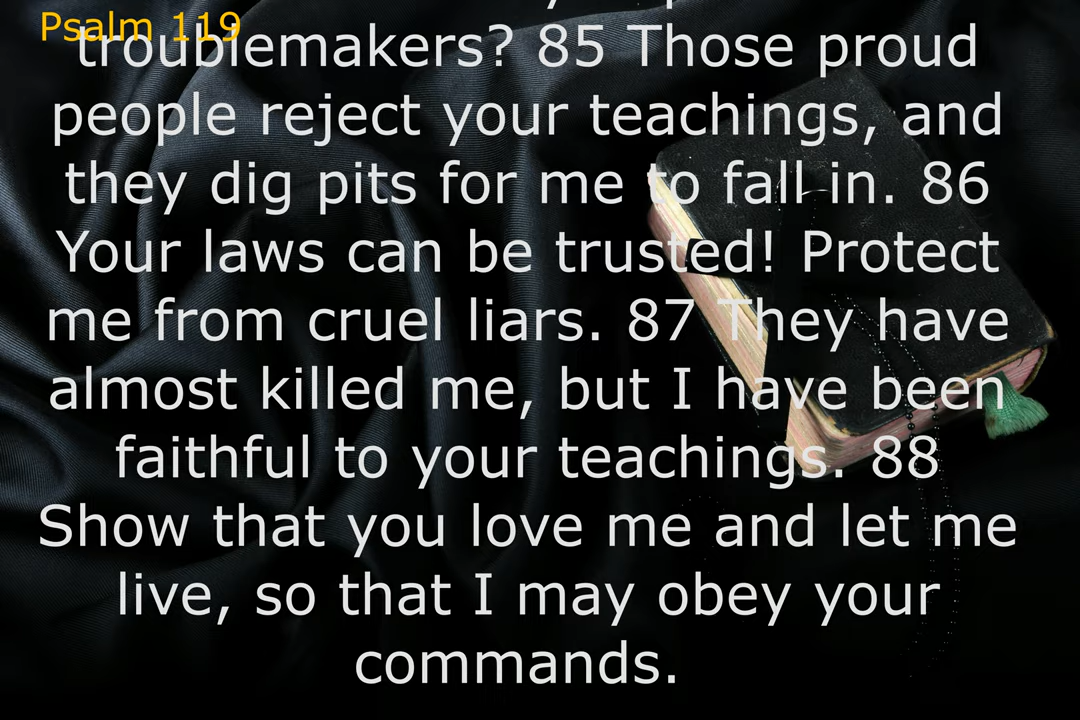 Psalm 119
troublemakers? 85 Those proud
people reject your teachings, and
they dig pits for me to fall in. 86
Your laws can be trusted! Protect
me from cruel liars. 87 They have
almost killed me, but I have been
faithful to your teachings. 88
Show that you love me and let me
live, so that I may obey your
commands.